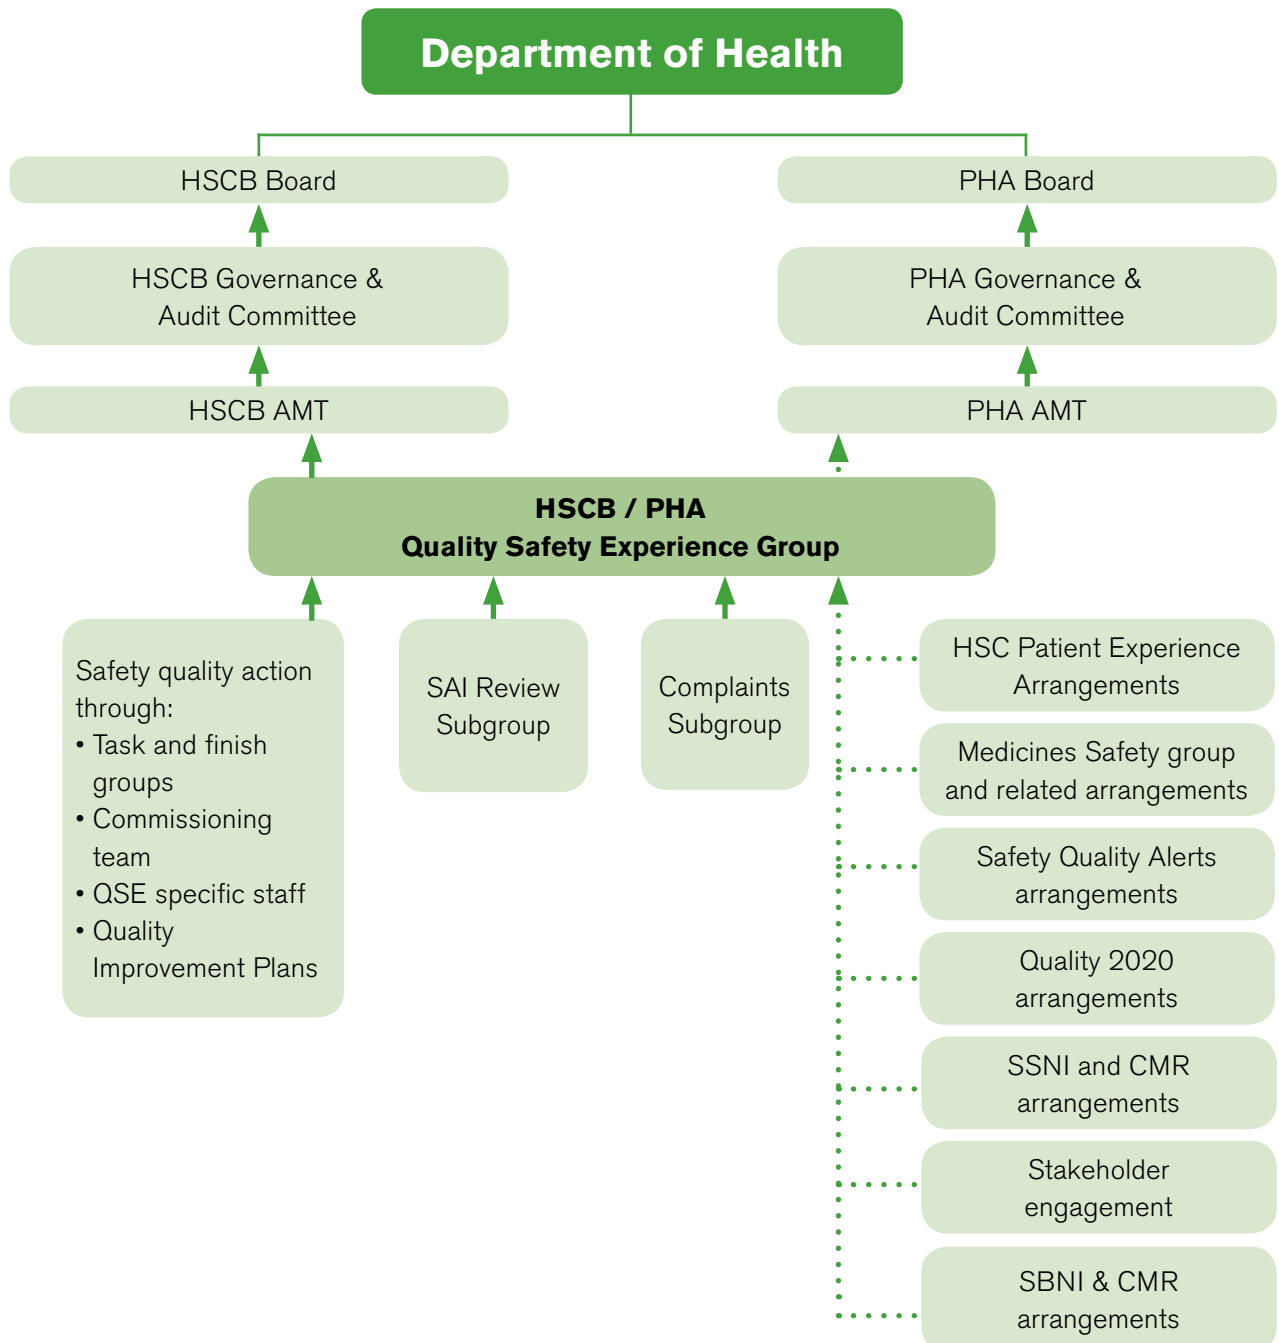 Department of Health
HSCB Board
PHA Board
HSCB Governance &
Audit Committee
PHA Governance &
Audit Committee
HSCB AMT
PHA AMT
HSCB / PHA
Quality Safety Experience Group
Safety quality action
through:
• Task and finish
groups
• Commissioning
team
• QSE specific staff
• Quality
Improvement Plans
SAI Review
Subgroup
Complaints
Subgroup
HSC Patient Experience
Arrangements
Medicines Safety group
and related arrangements
Safety Quality Alerts
arrangements
Quality 2020
arrangements
SSNI and CMR
arrangements
Stakeholder
engagement
SBNI & CMR
arrangements